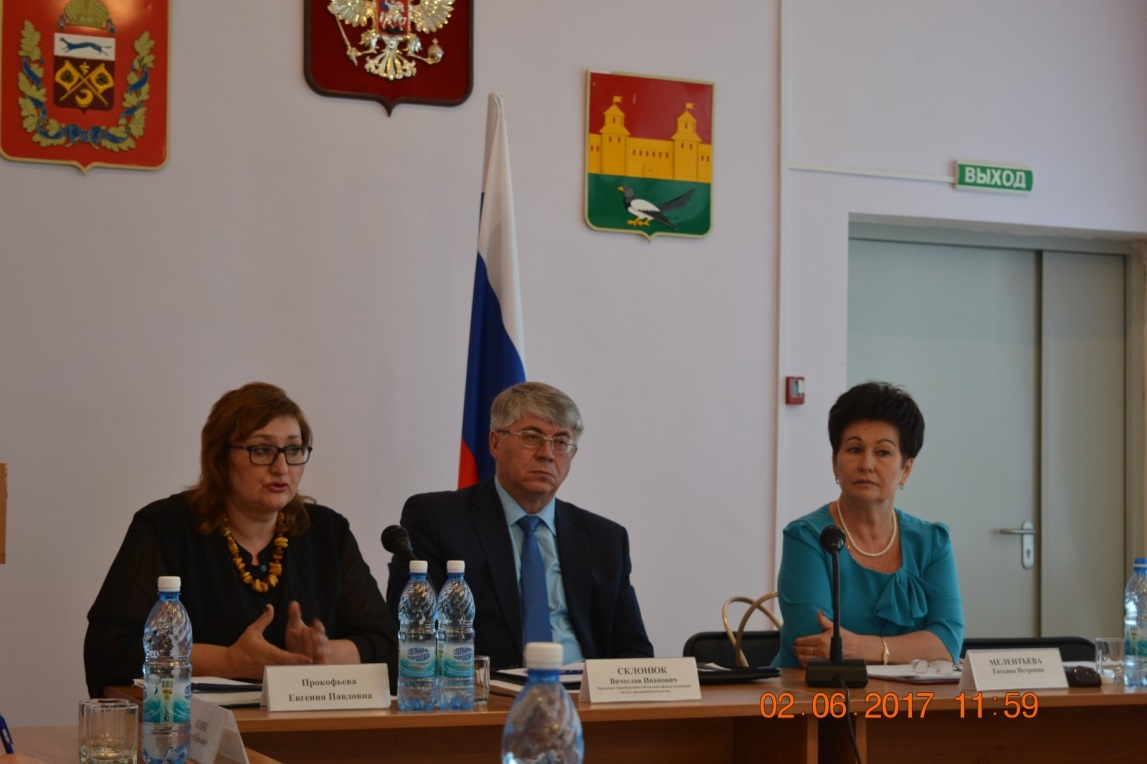 ВЫХОД
Прокофьева
Евгения Павловна
СКЛОНЮК
Вячеслав Иванович
МЕЛЕНТЬЕВА
Татьяна Петровна
02.06.2017 11:59